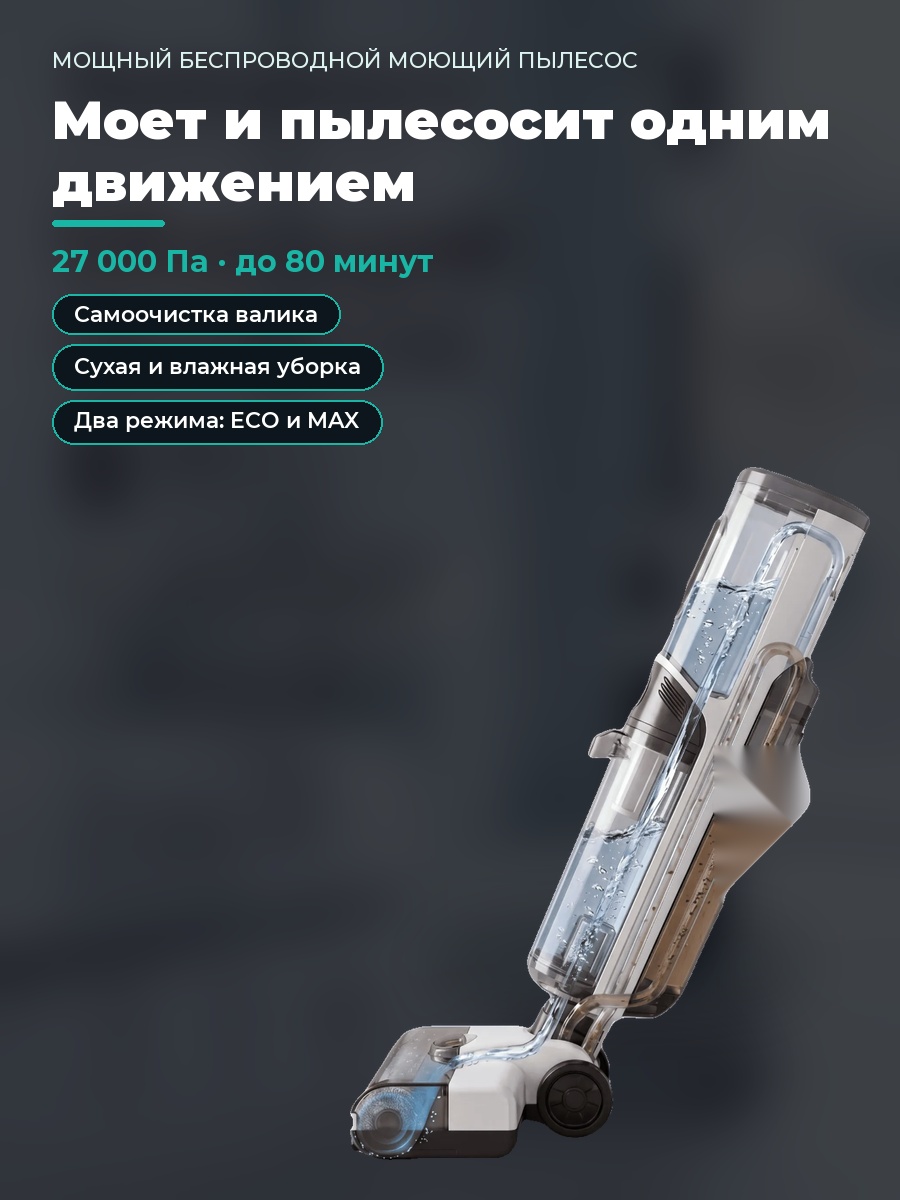 МОЩНЫЙ БЕСПРОВОДНОЙ МОЮЩИЙ ПЫЛЕСОС
Моет и пылесосит одним
движением
27 000 Па · до 80 минут
Самоочистка валика
Сухая и влажная уборка
Два режима: ECO и MAX